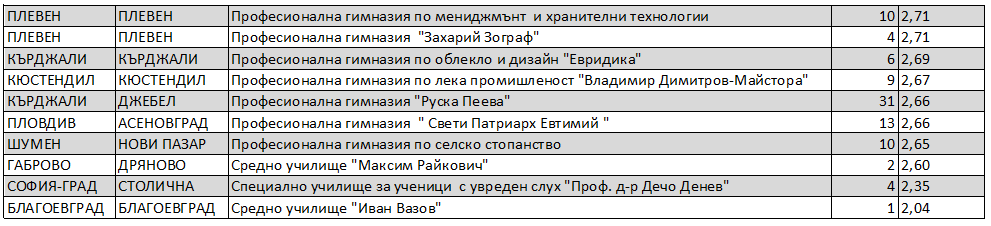 ПЛЕВЕН ПЛЕВЕН Професионална гимназия по мениджмънт  и хранителни технологии 10 2,71
ПЛЕВЕН ПЛЕВЕН Професионална гимназия  "Захарий Зограф" 4 2,71
КЪРДЖАЛИ КЪРДЖАЛИ Професионална гимназия по облекло и дизайн "Евридика" 6 2,69
КЮСТЕНДИЛ КЮСТЕНДИЛ Професионална гимназия по лека промишленост "Владимир Димитров-Майстора" 9 2,67
КЪРДЖАЛИ ДЖЕБЕЛ Професионална гимназия "Руска Пеева" 31 2,66
ПЛОВДИВ АСЕНОВГРАД Професионална гимназия  " Свети Патриарх Евтимий " 13 2,66
ШУМЕН НОВИ ПАЗАР Професионална гимназия по селско стопанство 10 2,65
ГАБРОВО ДРЯНОВО Средно училище "Максим Райкович" 2 2,60
СОФИЯ-ГРАД СТОЛИЧНА Специално училище за ученици  с увреден слух "Проф. д-р Дечо Денев" 4 2,35
БЛАГОЕВГРАД БЛАГОЕВГРАД Средно училище "Иван Вазов" 1 2,04